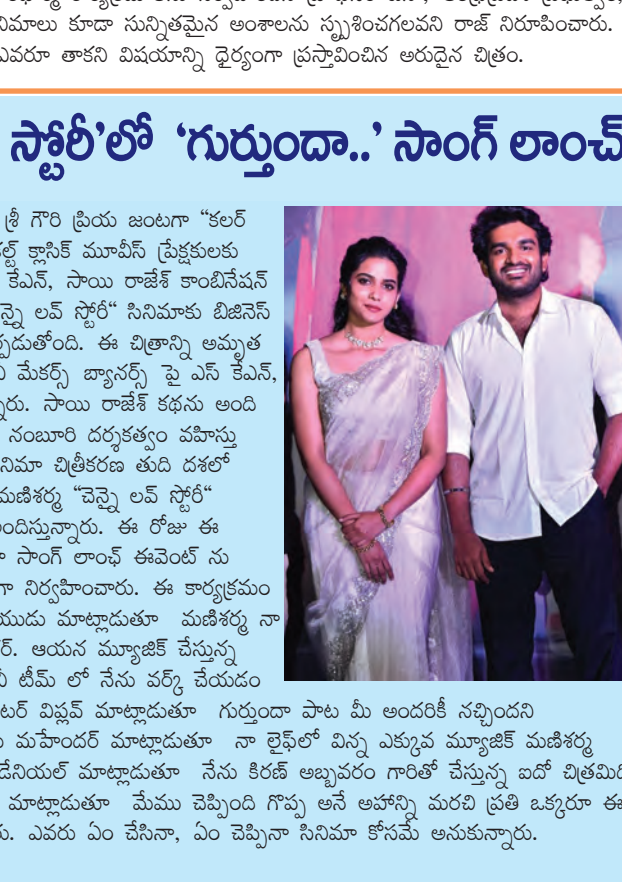 నిమాలు కూడా సున్నితమైన అంశాలను స్పృశించగలవని రాజ్ నిరూపించారు.
ఎవరూ తాకని విషయాన్ని ధైర్యంగా ప్రస్తావించిన అరుదైన చిత్రం.
స్టోరీ’లో ‘గుర్తుందా..’ సాంగ్ లాంచ్
శ్రీ గౌరి ప్రియ జంటగా “కలర్
కల్ట్ క్లాసిక్ మూవీస్ ప్రేక్షకులకు
కేఎన్, సాయి రాజేశ్ కాంబినేషన్
న్నై లవ్ స్టోరీ“ సినిమాకు బిజినెస్
ర్పడుతోంది. ఈ చిత్రాన్ని అమృత
మేకర్స్ బ్యానర్స్ పై ఎస్ కేఎన్,
న్నారు. సాయి రాజేశ్ కథను అంది
నంబూరి దర్శకత్వం వహిస్తు
నిమా చిత్రీకరణ తుది దశలో
మణిశర్మ “చెన్నై లవ్ స్టోరీ“
ందిస్తున్నారు. ఈ రోజు ఈ
సాంగ్ లాంఛ్ ఈవెంట్ ను
గా నిర్వహించారు. ఈ కార్యక్రమం
యుడు మాట్లాడుతూ మణిశర్మ నా
ర్. ఆయన మ్యూజిక్ చేస్తున్న
టీమ్ లో నేను వర్క్ చేయడం
టర్ విప్లవ్ మాట్లాడుతూ గుర్తుందా పాట మీ అందరికీ నచ్చిందని
మహేందర్ మాట్లాడుతూ నా లైఫ్‌లో విన్న ఎక్కువ మ్యూజిక్ మణిశర్మ
డేనియల్ మాట్లాడుతూ నేను కిరణ్ అబ్బవరం గారితో చేస్తున్న ఐదో చిత్రమిది
మాట్లాడుతూ మేము చెప్పింది గొప్ప అనే అహాన్ని మరచి ప్రతి ఒక్కరూ ఈ
రు. ఎవరు ఏం చేసినా, ఏం చెప్పినా సినిమా కోసమే అనుకున్నారు.